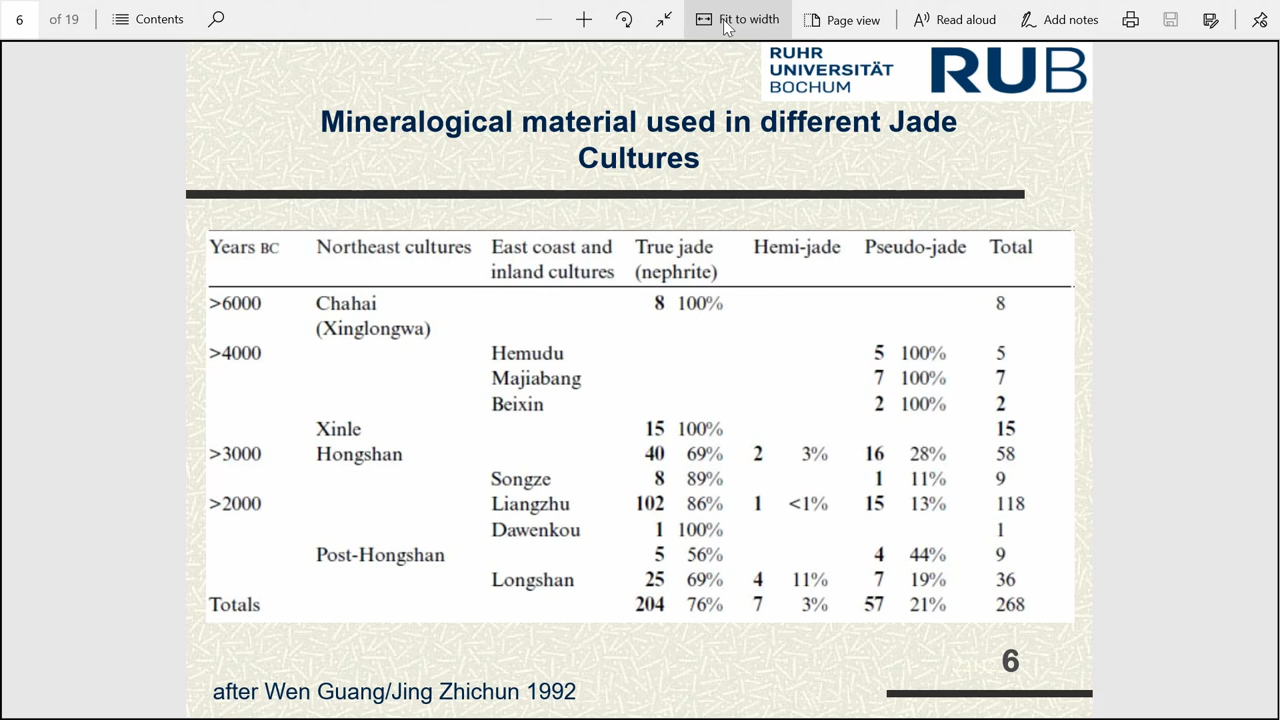 6 of 19 Contents Fit to width Page view Read aloud Add notes
RUHR
UNIVERSITÄT
BOCHUM
RUB
Mineralogical material used in different Jade
Cultures
Years BC Northeast cultures East coast and True jade Hemi-jade Pseudo-jade Total
inland cultures (nephrite)
>6000 Chahai 8 100% 8
(Xinglongwa)
>4000 Hemudu 5 100% 5
Majiabang 7 100% 7
Beixin 2 100% 2
Xinle 15 100% 15
>3000 Hongshan 40 69% 2 3% 16 28% 58
Songze 8 89% 1 11% 9
>2000 Liangzhu 102 86% 1 <1% 15 13% 118
Dawenkou 1 100% 1
Post-Hongshan 5 56% 4 44% 9
Longshan 25 69% 4 11% 7 19% 36
Totals 204 76% 7 3% 57 21% 268
6
after Wen Guang/Jing Zhichun 1992